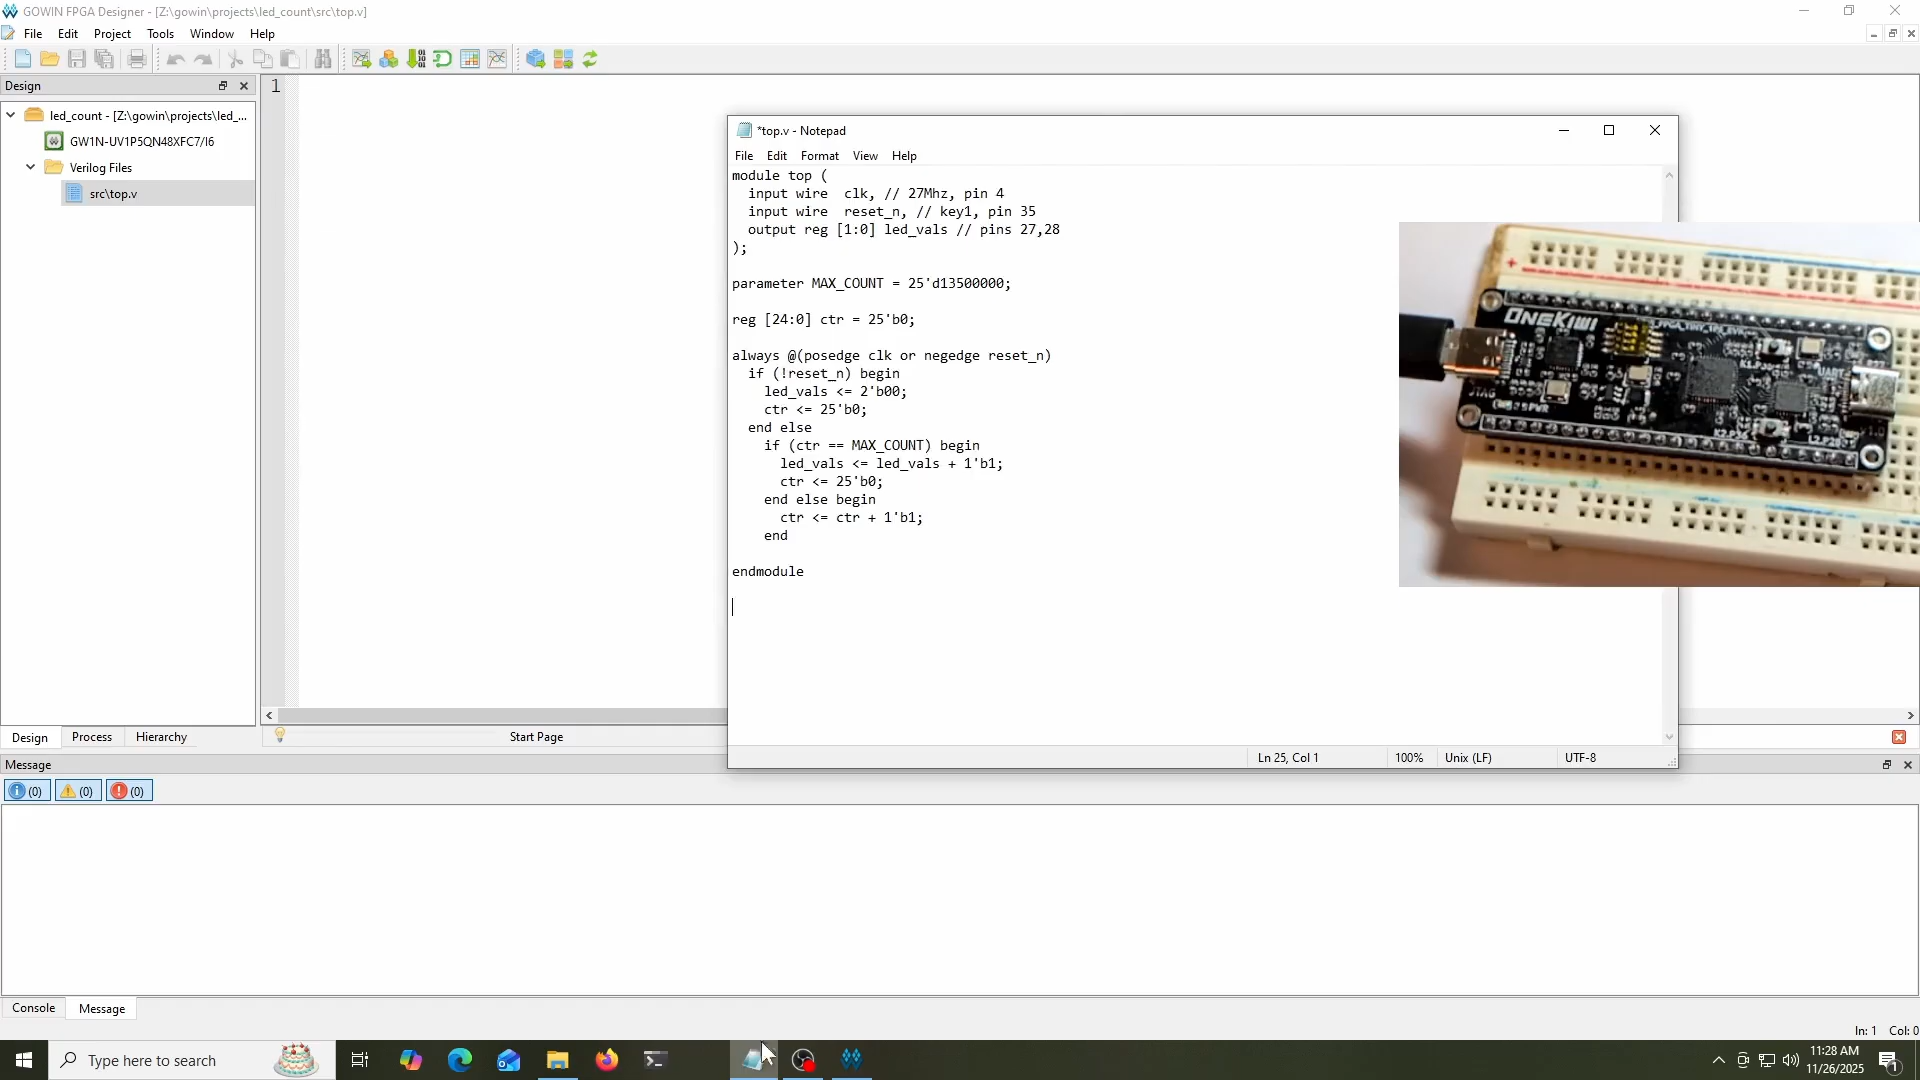 GOWIN FPGA Designer - [Z:\gowin\projects\led_count\src\top.v]
File Edit Project Tools Window Help
Design
led_count - [Z:\gowin\projects\led_...
GW1N-UV1P5QN48XFC7/I6
Verilog Files
src\top.v
1
*top.v - Notepad
File Edit Format View Help
module top (
  input wire  clk, // 27Mhz, pin 4
  input wire  reset_n, // key1, pin 35
  output reg [1:0] led_vals // pins 27,28
);
parameter MAX_COUNT = 25'd13500000;
reg [24:0] ctr = 25'b0;
always @(posedge clk or negedge reset_n)
  if (!reset_n) begin
    led_vals <= 2'b00;
    ctr <= 25'b0;
  end else
    if (ctr == MAX_COUNT) begin
      led_vals <= led_vals + 1'b1;
      ctr <= 25'b0;
    end else begin
      ctr <= ctr + 1'b1;
    end
endmodule
Ln 25, Col 1
100%
Unix (LF)
UTF-8
ONEKIWI
JTAG
PWR
UART
Design Process Hierarchy
Start Page
Message
(0) (0) (0)
Console Message
In: 1 Col: 0
Type here to search
11:28 AM
11/26/2025
1